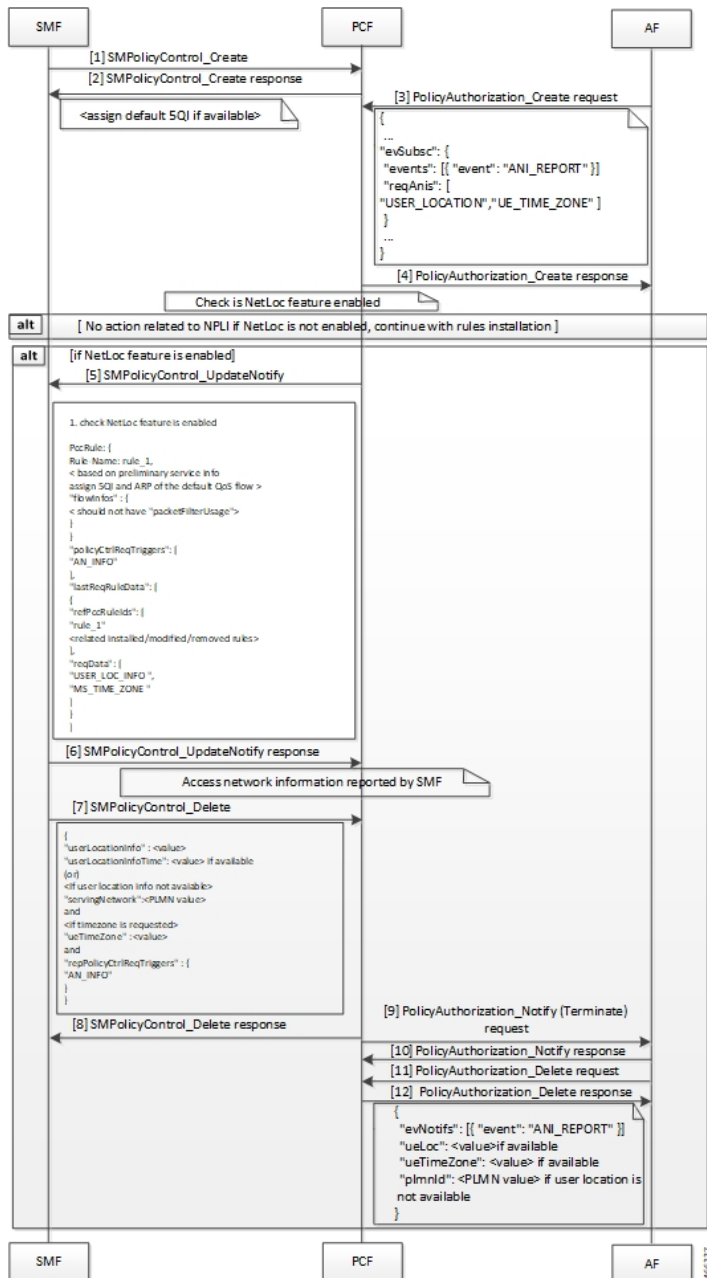 SMF
PCF
AF
[1] SMPolicyControl_Create
[2] SMPolicyControl_Create response
<assign default 5QI if available>
[3] PolicyAuthorization_Create request
{
...
"evSubsc": {
"events": [{ "event": "ANI_REPORT" }]
"reqAnis": [
"USER_LOCATION","UE_TIME_ZONE" ]
}
...
}
[4] PolicyAuthorization_Create response
Check is NetLoc feature enabled
alt
[ No action related to NPLI if NetLoc is not enabled, continue with rules installation ]
alt
[if NetLoc feature is enabled]
[5] SMPolicyControl_UpdateNotify
1. check NetLoc feature is enabled
PccRule: {
Rule-Name: rule_1,
< based on preliminary service info
assign 5QI and ARP of the default QoS flow >
"flowInfos" : {
< should not have "packetFilterUsage">
}
}
"policyCtrlReqTriggers": [
"AN_INFO"
],
"lastReqRuleData": [
{
"refPccRuleIds": [
"rule_1"
<related installed/modified/removed rules>
],
"reqData": [
"USER_LOC_INFO ",
"MS_TIME_ZONE "
]
}
]
[6] SMPolicyControl_UpdateNotify response
Access network information reported by SMF
[7] SMPolicyControl_Delete
{
"userLocationInfo" : <value>
"userLocationInfoTime": <value> if available
(or)
<If user location info not available>
"servingNetwork":<PLMN value>
and
<if timezone is requested>
"ueTimeZone" :<value>
and
"repPolicyCtrlReqTriggers" : {
"AN_INFO"
}
}
[8] SMPolicyControl_Delete response
[9] PolicyAuthorization_Notify (Terminate)
request
[10] PolicyAuthorization_Notify response
[11] PolicyAuthorization_Delete request
[12] PolicyAuthorization_Delete response
{
"evNotifs": [{ "event": "ANI_REPORT" }]
"ueLoc": <value>if available
"ueTimeZone": <value> if available
"plmnId": <PLMN value> if user location is
not available
}
SMF
PCF
AF